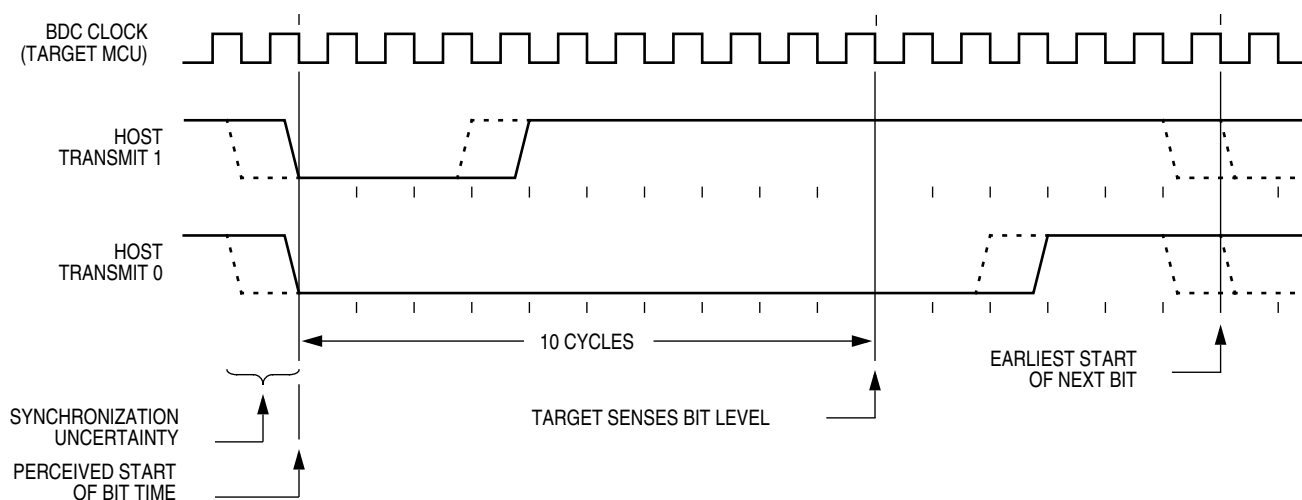 BDC CLOCK
(TARGET MCU)
HOST
TRANSMIT 1
HOST
TRANSMIT 0
10 CYCLES
EARLIEST START
OF NEXT BIT
TARGET SENSES BIT LEVEL
SYNCHRONIZATION
UNCERTAINTY
PERCEIVED START
OF BIT TIME